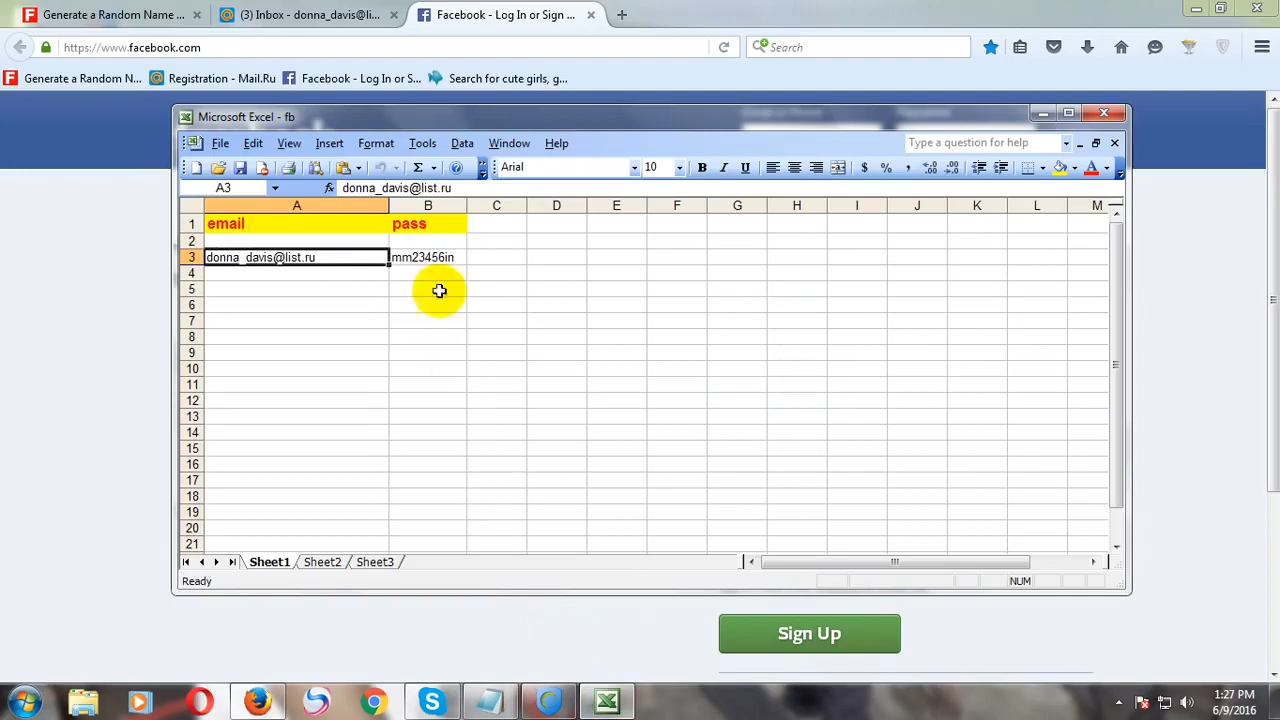 Generate a Random Name ...
(3) Inbox - donna_davis@li...
Facebook - Log In or Sign ...
https://www.facebook.com
Search
Generate a Random N...
Registration - Mail.Ru
Facebook - Log In or S...
Search for cute girls, g...
Microsoft Excel - fb
File Edit View Insert Format Tools Data Window Help
Type a question for help
Arial 10 B I U $ %
A3 fx donna_davis@list.ru
A B C D E F G H I J K L M
1 email pass
2
3 donna_davis@list.ru mm23456in
4
5
6
7
8
9
10
11
12
13
14
15
16
17
18
19
20
21
Sheet1 Sheet2 Sheet3
Ready
NUM
Sign Up
1:27 PM
6/9/2016